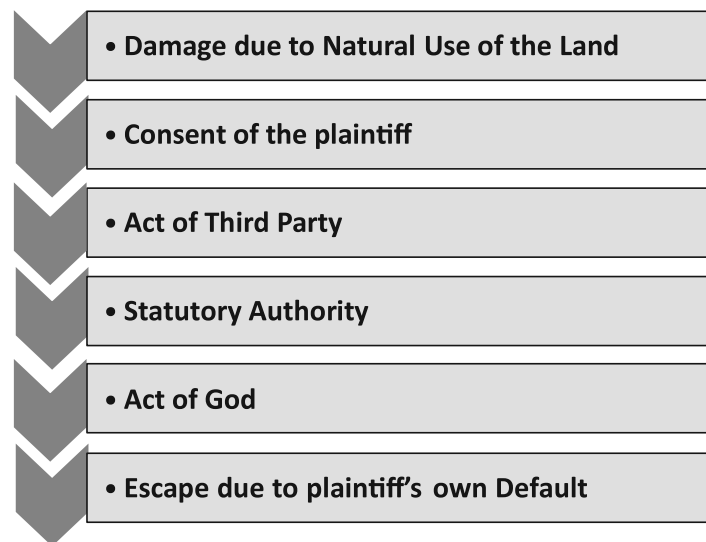 • Damage due to Natural Use of the Land
• Consent of the plaintiff
• Act of Third Party
• Statutory Authority
• Act of God
• Escape due to plaintiff’s own Default